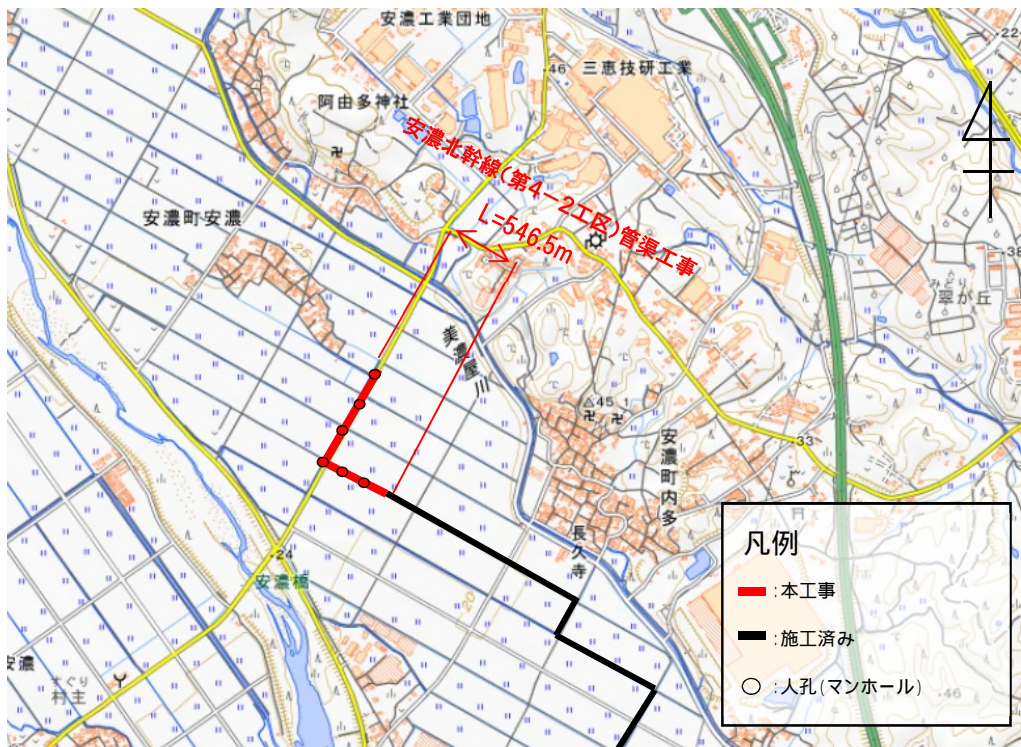 安濃工業団地
224
46
三恵技研工業
阿由多神社
安濃北幹線(第4-2工区)管渠工事
L=546.5m
安濃町安濃
25
38
みどり
翠が丘
美濃屋川
45
33
安濃町内多
長久寺
24
安濃橋
20
安濃
すぐり
村主
46
凡例
:本工事
:施工済み
:人孔(マンホール)